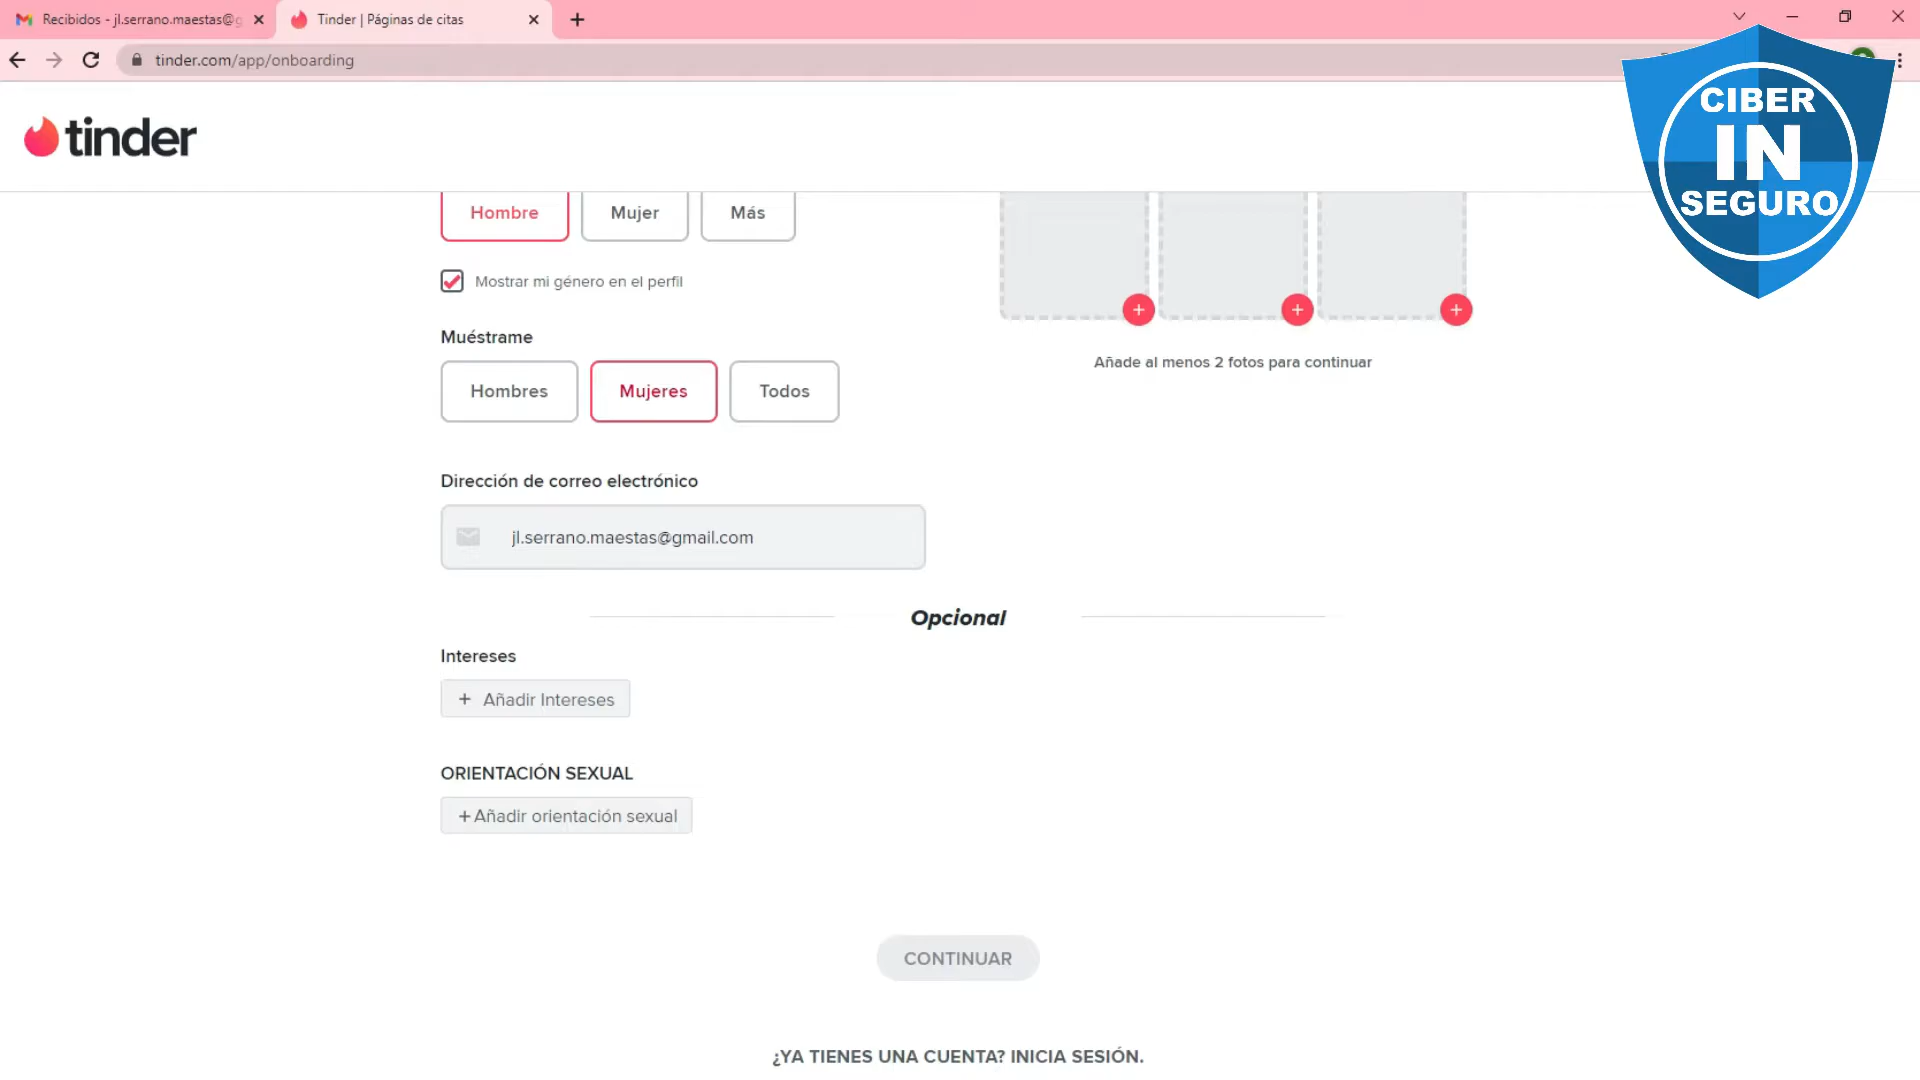 Recibidos - jl.serrano.maestas@g
Tinder | Páginas de citas
tinder.com/app/onboarding
CIBER
IN
SEGURO
tinder
Hombre
Mujer
Más
Mostrar mi género en el perfil
Muéstrame
Hombres
Mujeres
Todos
Añade al menos 2 fotos para continuar
Dirección de correo electrónico
jl.serrano.maestas@gmail.com
Opcional
Intereses
+ Añadir Intereses
ORIENTACIÓN SEXUAL
+Añadir orientación sexual
CONTINUAR
¿YA TIENES UNA CUENTA? INICIA SESIÓN.